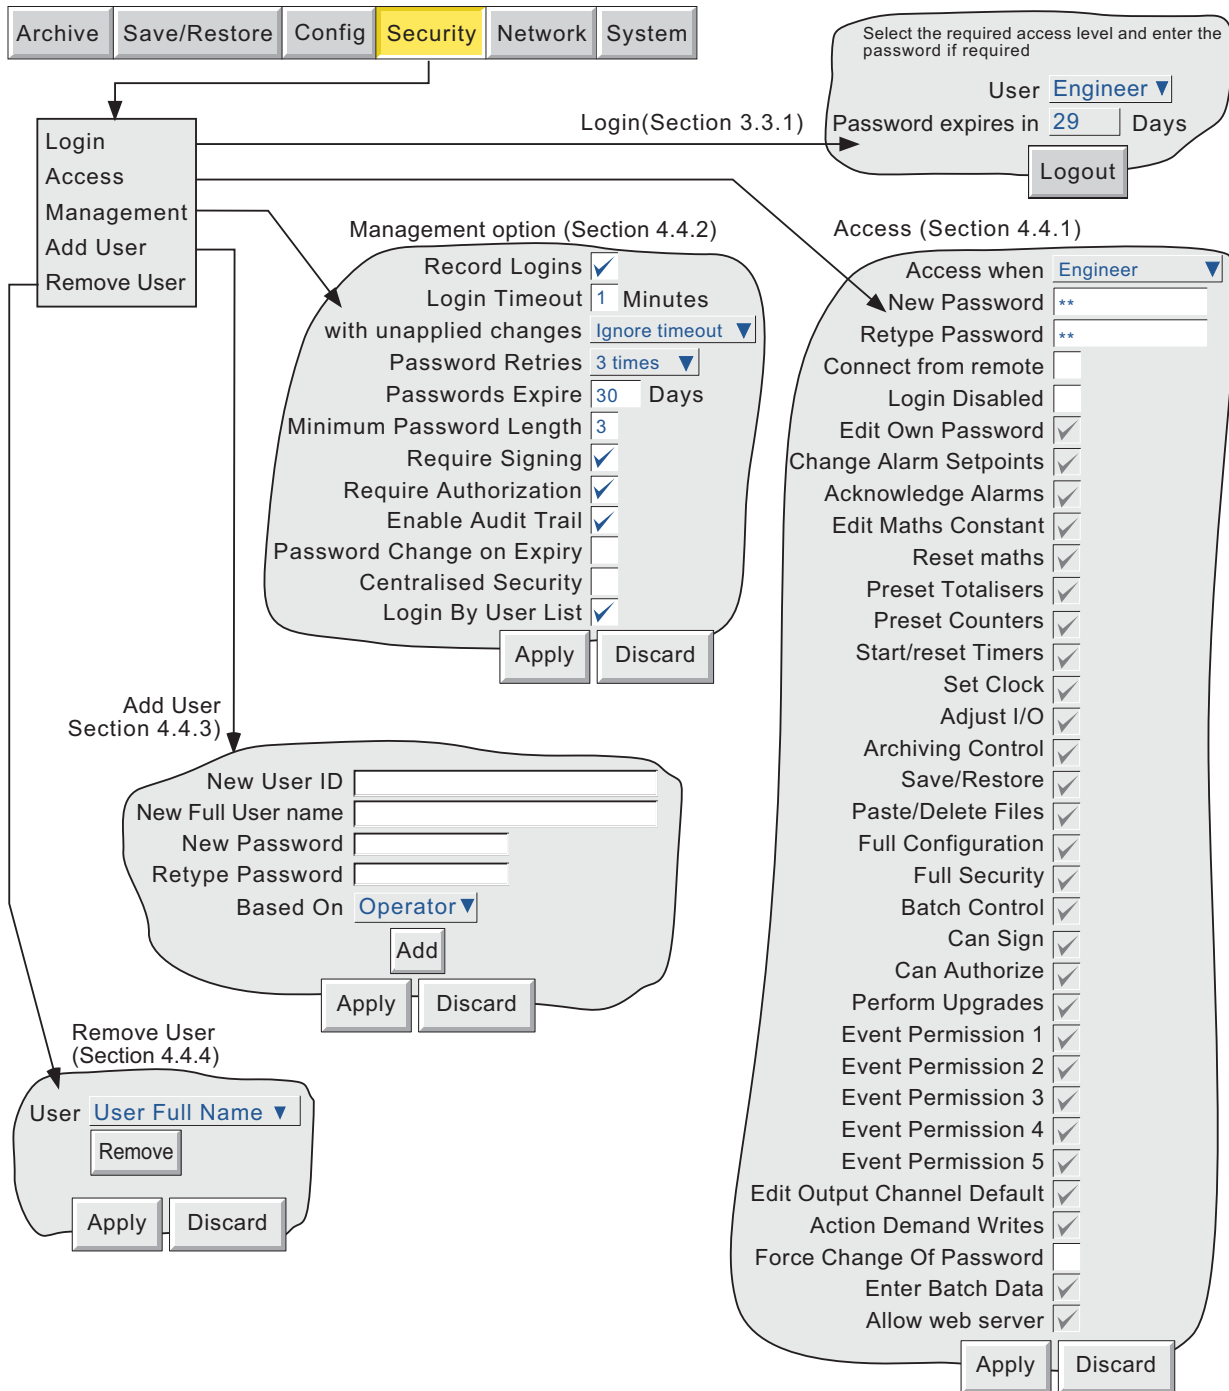 Archive Save/Restore Config Security Network System
Select the required access level and enter the
password if required
User Engineer
Password expires in 29 Days
Logout
Login(Section 3.3.1)
Login
Access
Management
Add User
Remove User
Management option (Section 4.4.2)
Record Logins
Login Timeout 1 Minutes
with unapplied changes Ignore timeout
Password Retries 3 times
Passwords Expire 30 Days
Minimum Password Length 3
Require Signing
Require Authorization
Enable Audit Trail
Password Change on Expiry
Centralised Security
Login By User List
Apply Discard
Access (Section 4.4.1)
Access when Engineer
New Password **
Retype Password **
Connect from remote
Login Disabled
Edit Own Password
Change Alarm Setpoints
Acknowledge Alarms
Edit Maths Constant
Reset maths
Preset Totalisers
Preset Counters
Start/reset Timers
Set Clock
Adjust I/O
Archiving Control
Save/Restore
Paste/Delete Files
Full Configuration
Full Security
Batch Control
Can Sign
Can Authorize
Perform Upgrades
Event Permission 1
Event Permission 2
Event Permission 3
Event Permission 4
Event Permission 5
Edit Output Channel Default
Action Demand Writes
Force Change Of Password
Enter Batch Data
Allow web server
Apply Discard
Add User
Section 4.4.3)
New User ID
New Full User name
New Password
Retype Password
Based On Operator
Add
Apply Discard
Remove User
(Section 4.4.4)
User User Full Name
Remove
Apply Discard